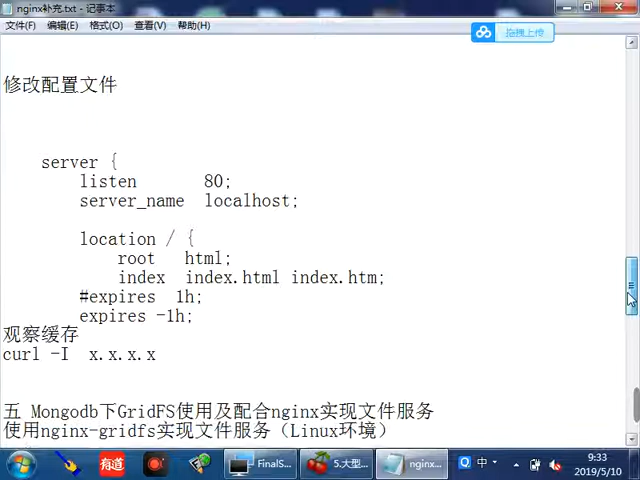 nginx补充.txt - 记事本
文件(F) 编辑(E) 格式(O) 查看(V) 帮助(H)
拖拽上传
修改配置文件
server {
listen 80;
server_name localhost;
location / {
root html;
index index.html index.htm;
#expires 1h;
expires -1h;
观察缓存
curl -I x.x.x.x
五 Mongodb下GridFS使用及配合nginx实现文件服务
使用nginx-gridfs实现文件服务（Linux环境）
有道 FinalS... 5.大型... nginx... 中 9:33
2019/5/10